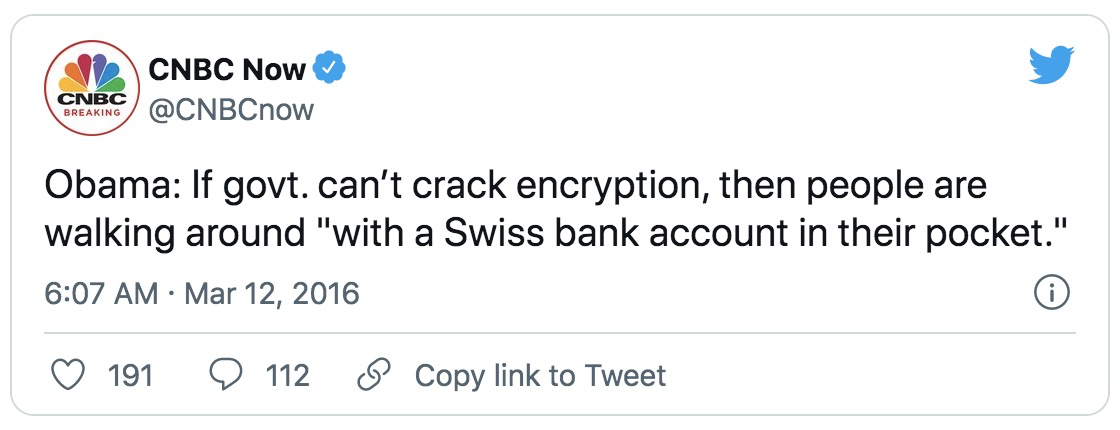 CNBC
BREAKING
CNBC Now
@CNBCnow
Obama: If govt. can’t crack encryption, then people are
walking around "with a Swiss bank account in their pocket."
6:07 AM · Mar 12, 2016
191 112 Copy link to Tweet